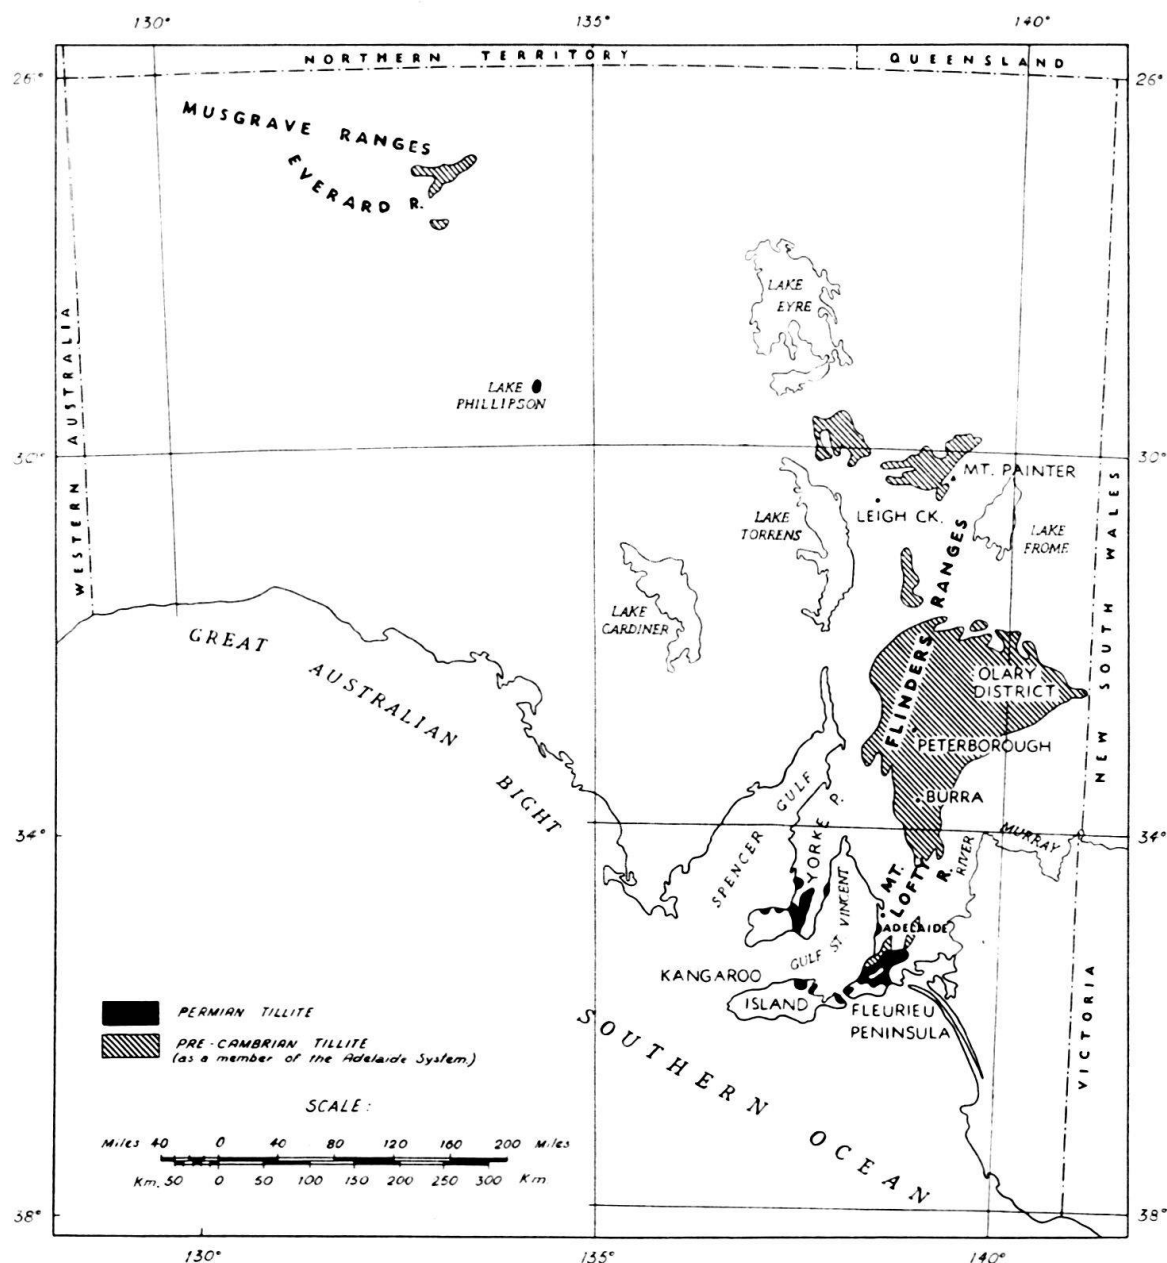 130° 135° 140°
NORTHERN TERRITORY QUEENSLAND
26° 26°
MUSGRAVE RANGES
EVERARD R.
LAKE
EYRE
WESTERN AUSTRALIA
LAKE
PHILLIPSON
30° 30°
MT. PAINTER
LEIGH CK.
LAKE
TORRENS
LAKE
FROME
NEW SOUTH WALES
FLINDERS RANGES
LAKE
CARDINER
GREAT AUSTRALIAN BIGHT
OLARY
DISTRICT
PETERBOROUGH
BURRA
SPENCER GULF
YORKE P.
34° 34°
RIVER MURRAY
MT.
LOFTY R.
ADELAIDE
GULF ST. VINCENT
KANGAROO
ISLAND
FLEURIEU
PENINSULA
VICTORIA
SOUTHERN OCEAN
PERMIAN TILLITE
PRE-CAMBRIAN TILLITE
(as a member of the Adelaide System.)
SCALE:
Miles 40 0 40 80 120 160 200 Miles
Km. 50 0 50 100 150 200 250 300 Km
38° 38°
130° 135° 140°